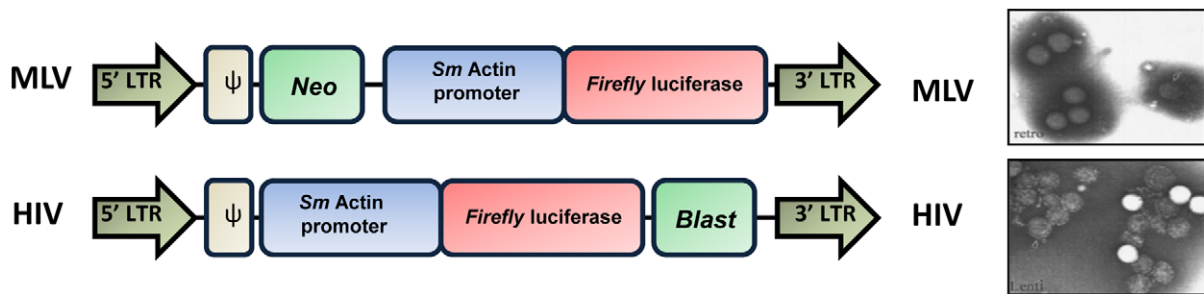 MLV
5' LTR
ψ
Neo
Sm Actin
promoter
Firefly luciferase
3' LTR
MLV
retro
HIV
5' LTR
ψ
Sm Actin
promoter
Firefly luciferase
Blast
3' LTR
HIV
Lenti